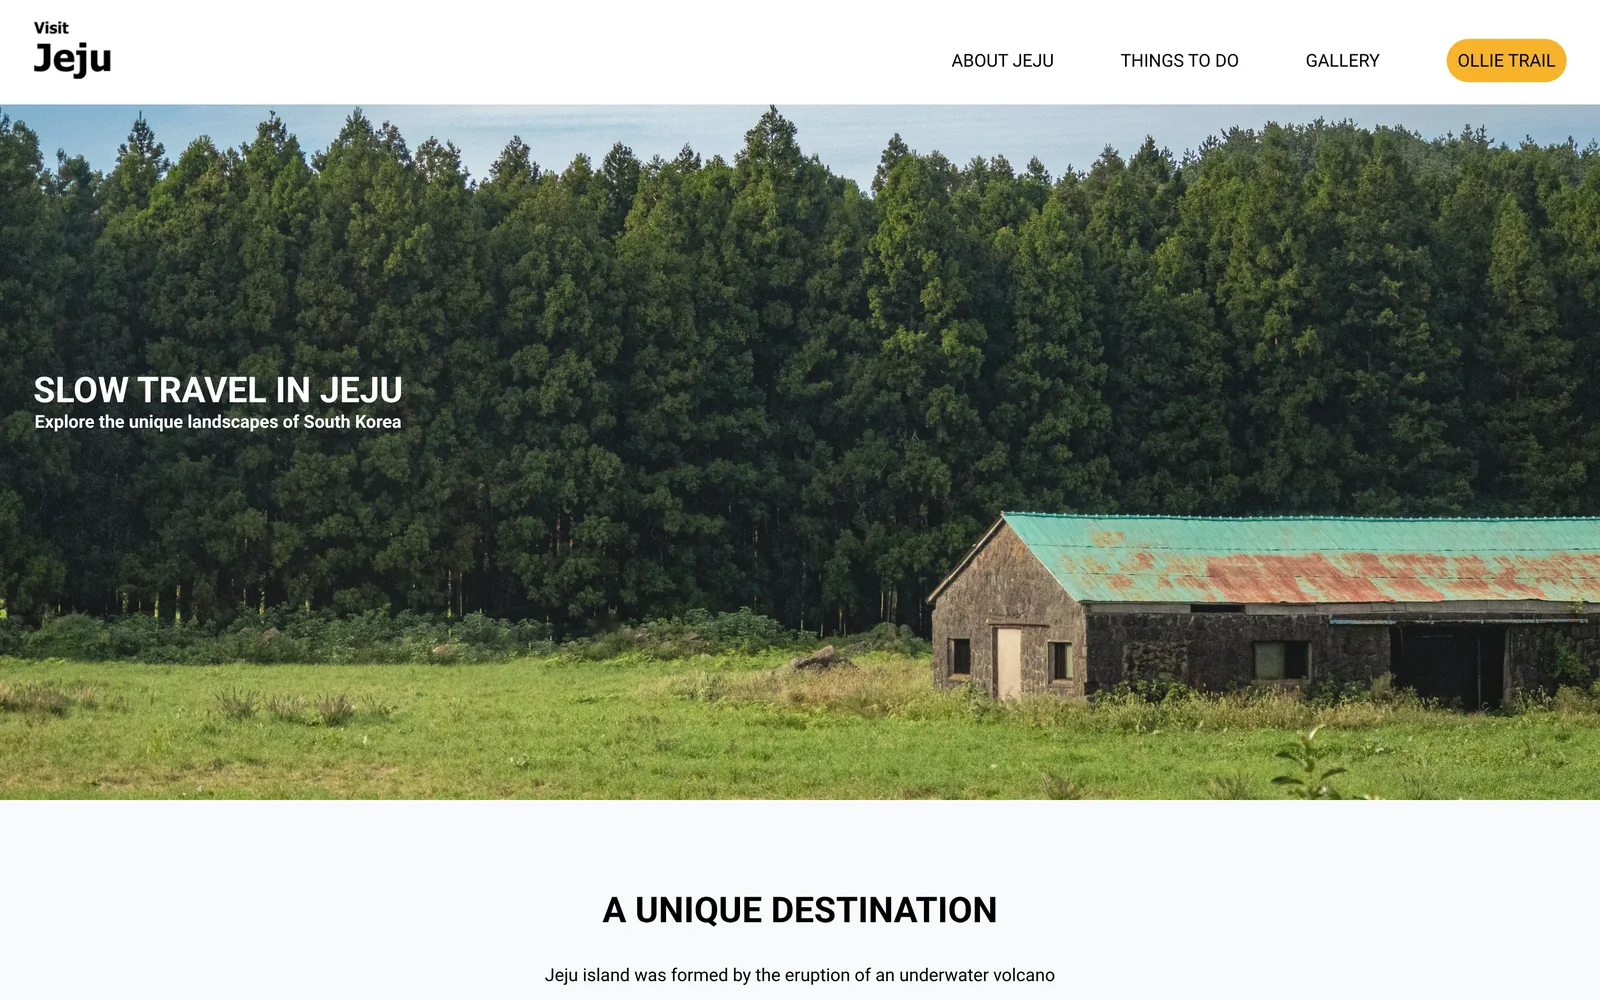 Visit
Jeju
ABOUT JEJU
THINGS TO DO
GALLERY
OLLIE TRAIL
SLOW TRAVEL IN JEJU
Explore the unique landscapes of South Korea
A UNIQUE DESTINATION
Jeju island was formed by the eruption of an underwater volcano